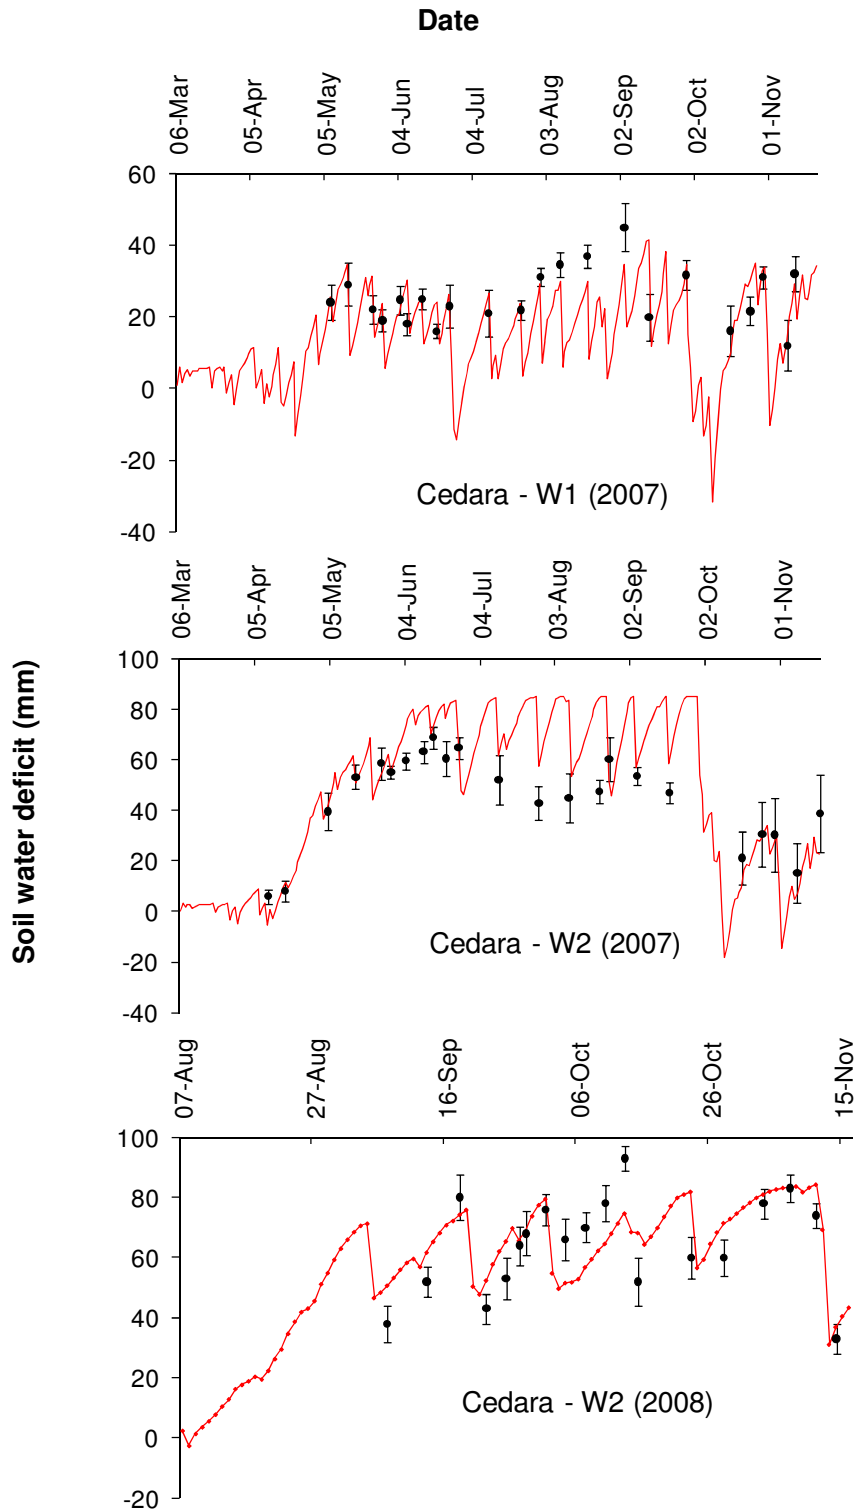 Date
06-Mar 05-Apr 05-May 04-Jun 04-Jul 03-Aug 02-Sep 02-Oct 01-Nov
60
40
20
0
-20
-40
Cedara - W1 (2007)
Soil water deficit (mm)
06-Mar 05-Apr 05-May 04-Jun 04-Jul 03-Aug 02-Sep 02-Oct 01-Nov
100
80
60
40
20
0
-20
-40
Cedara - W2 (2007)
07-Aug 27-Aug 16-Sep 06-Oct 26-Oct 15-Nov
100
80
60
40
20
0
-20
Cedara - W2 (2008)